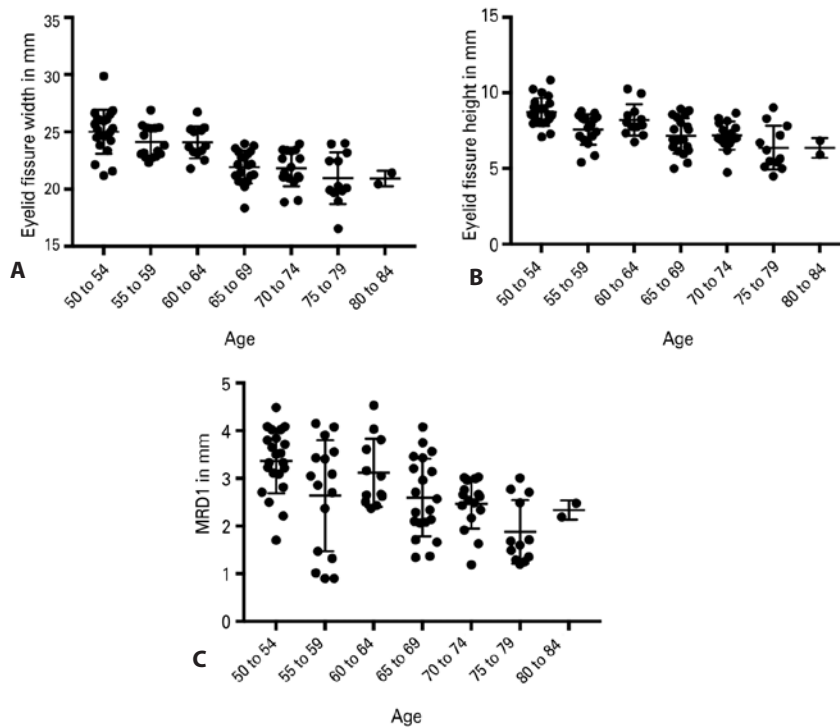 Eyelid fissure width in mm
35
30
25
20
15
50 to 54
55 to 59
60 to 64
65 to 69
70 to 74
75 to 79
80 to 84
Age
A
Eyelid fissure height in mm
15
10
5
0
50 to 54
55 to 59
60 to 64
65 to 69
70 to 74
75 to 79
80 to 84
Age
B
MRD1 in mm
5
4
3
2
1
0
50 to 54
55 to 59
60 to 64
65 to 69
70 to 74
75 to 79
80 to 84
Age
C